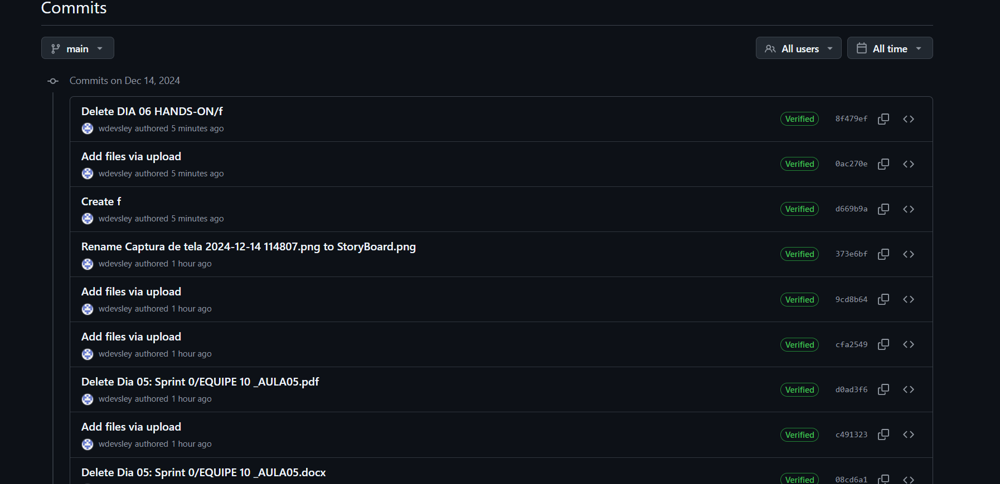 Commits
main
All users
All time
Commits on Dec 14, 2024
Delete DIA 06 HANDS-ON/f
wdevsley authored 5 minutes ago
Verified
8f479ef
Add files via upload
wdevsley authored 5 minutes ago
Verified
0ac270e
Create f
wdevsley authored 5 minutes ago
Verified
d669b9a
Rename Captura de tela 2024-12-14 114807.png to StoryBoard.png
wdevsley authored 1 hour ago
Verified
373e6bf
Add files via upload
wdevsley authored 1 hour ago
Verified
9cd8b64
Add files via upload
wdevsley authored 1 hour ago
Verified
cfa2549
Delete Dia 05: Sprint 0/EQUIPE 10 _AULA05.pdf
wdevsley authored 1 hour ago
Verified
d0ad3f6
Add files via upload
wdevsley authored 1 hour ago
Verified
c491323
Delete Dia 05: Sprint 0/EQUIPE 10 _AULA05.docx
Verified
08cd6a1